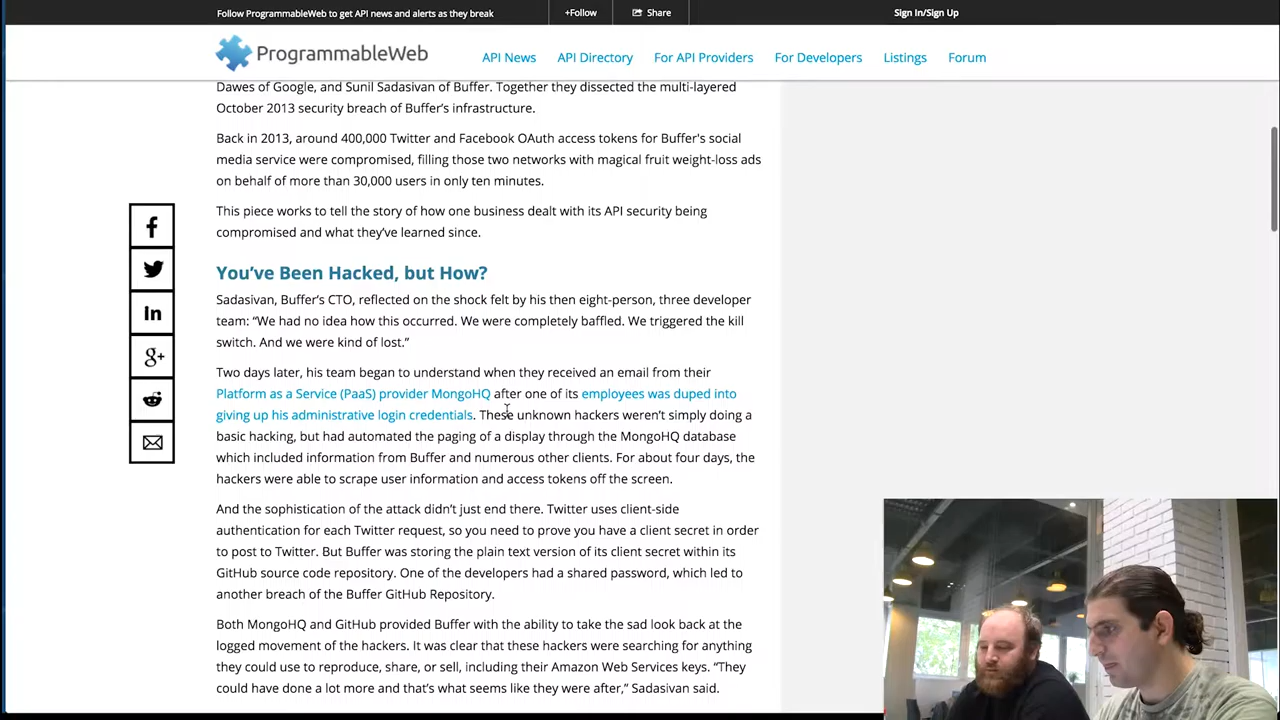 Follow ProgrammableWeb to get API news and alerts as they break
+Follow
Share
Sign In/Sign Up
ProgrammableWeb
API News
API Directory
For API Providers
For Developers
Listings
Forum
Dawes of Google, and Sunil Sadasivan of Buffer. Together they dissected the multi-layered
October 2013 security breach of Buffer’s infrastructure.
Back in 2013, around 400,000 Twitter and Facebook OAuth access tokens for Buffer's social
media service were compromised, filling those two networks with magical fruit weight-loss ads
on behalf of more than 30,000 users in only ten minutes.
This piece works to tell the story of how one business dealt with its API security being
compromised and what they’ve learned since.
You’ve Been Hacked, but How?
Sadasivan, Buffer’s CTO, reflected on the shock felt by his then eight-person, three developer
team: “We had no idea how this occurred. We were completely baffled. We triggered the kill
switch. And we were kind of lost.”
Two days later, his team began to understand when they received an email from their
Platform as a Service (PaaS) provider MongoHQ after one of its employees was duped into
giving up his administrative login credentials. These unknown hackers weren’t simply doing a
basic hacking, but had automated the paging of a display through the MongoHQ database
which included information from Buffer and numerous other clients. For about four days, the
hackers were able to scrape user information and access tokens off the screen.
And the sophistication of the attack didn’t just end there. Twitter uses client-side
authentication for each Twitter request, so you need to prove you have a client secret in order
to post to Twitter. But Buffer was storing the plain text version of its client secret within its
GitHub source code repository. One of the developers had a shared password, which led to
another breach of the Buffer GitHub Repository.
Both MongoHQ and GitHub provided Buffer with the ability to take the sad look back at the
logged movement of the hackers. It was clear that these hackers were searching for anything
they could use to reproduce, share, or sell, including their Amazon Web Services keys. “They
could have done a lot more and that’s what seems like they were after,” Sadasivan said.